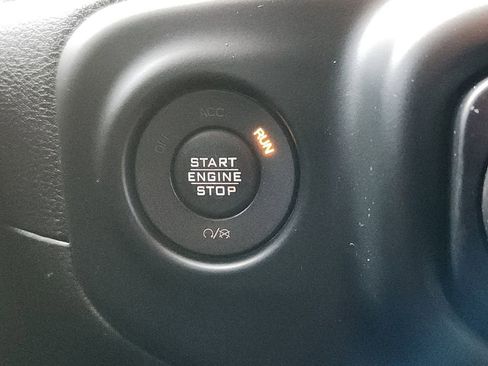 ACC
OFF
RUN
START
ENGINE
STOP